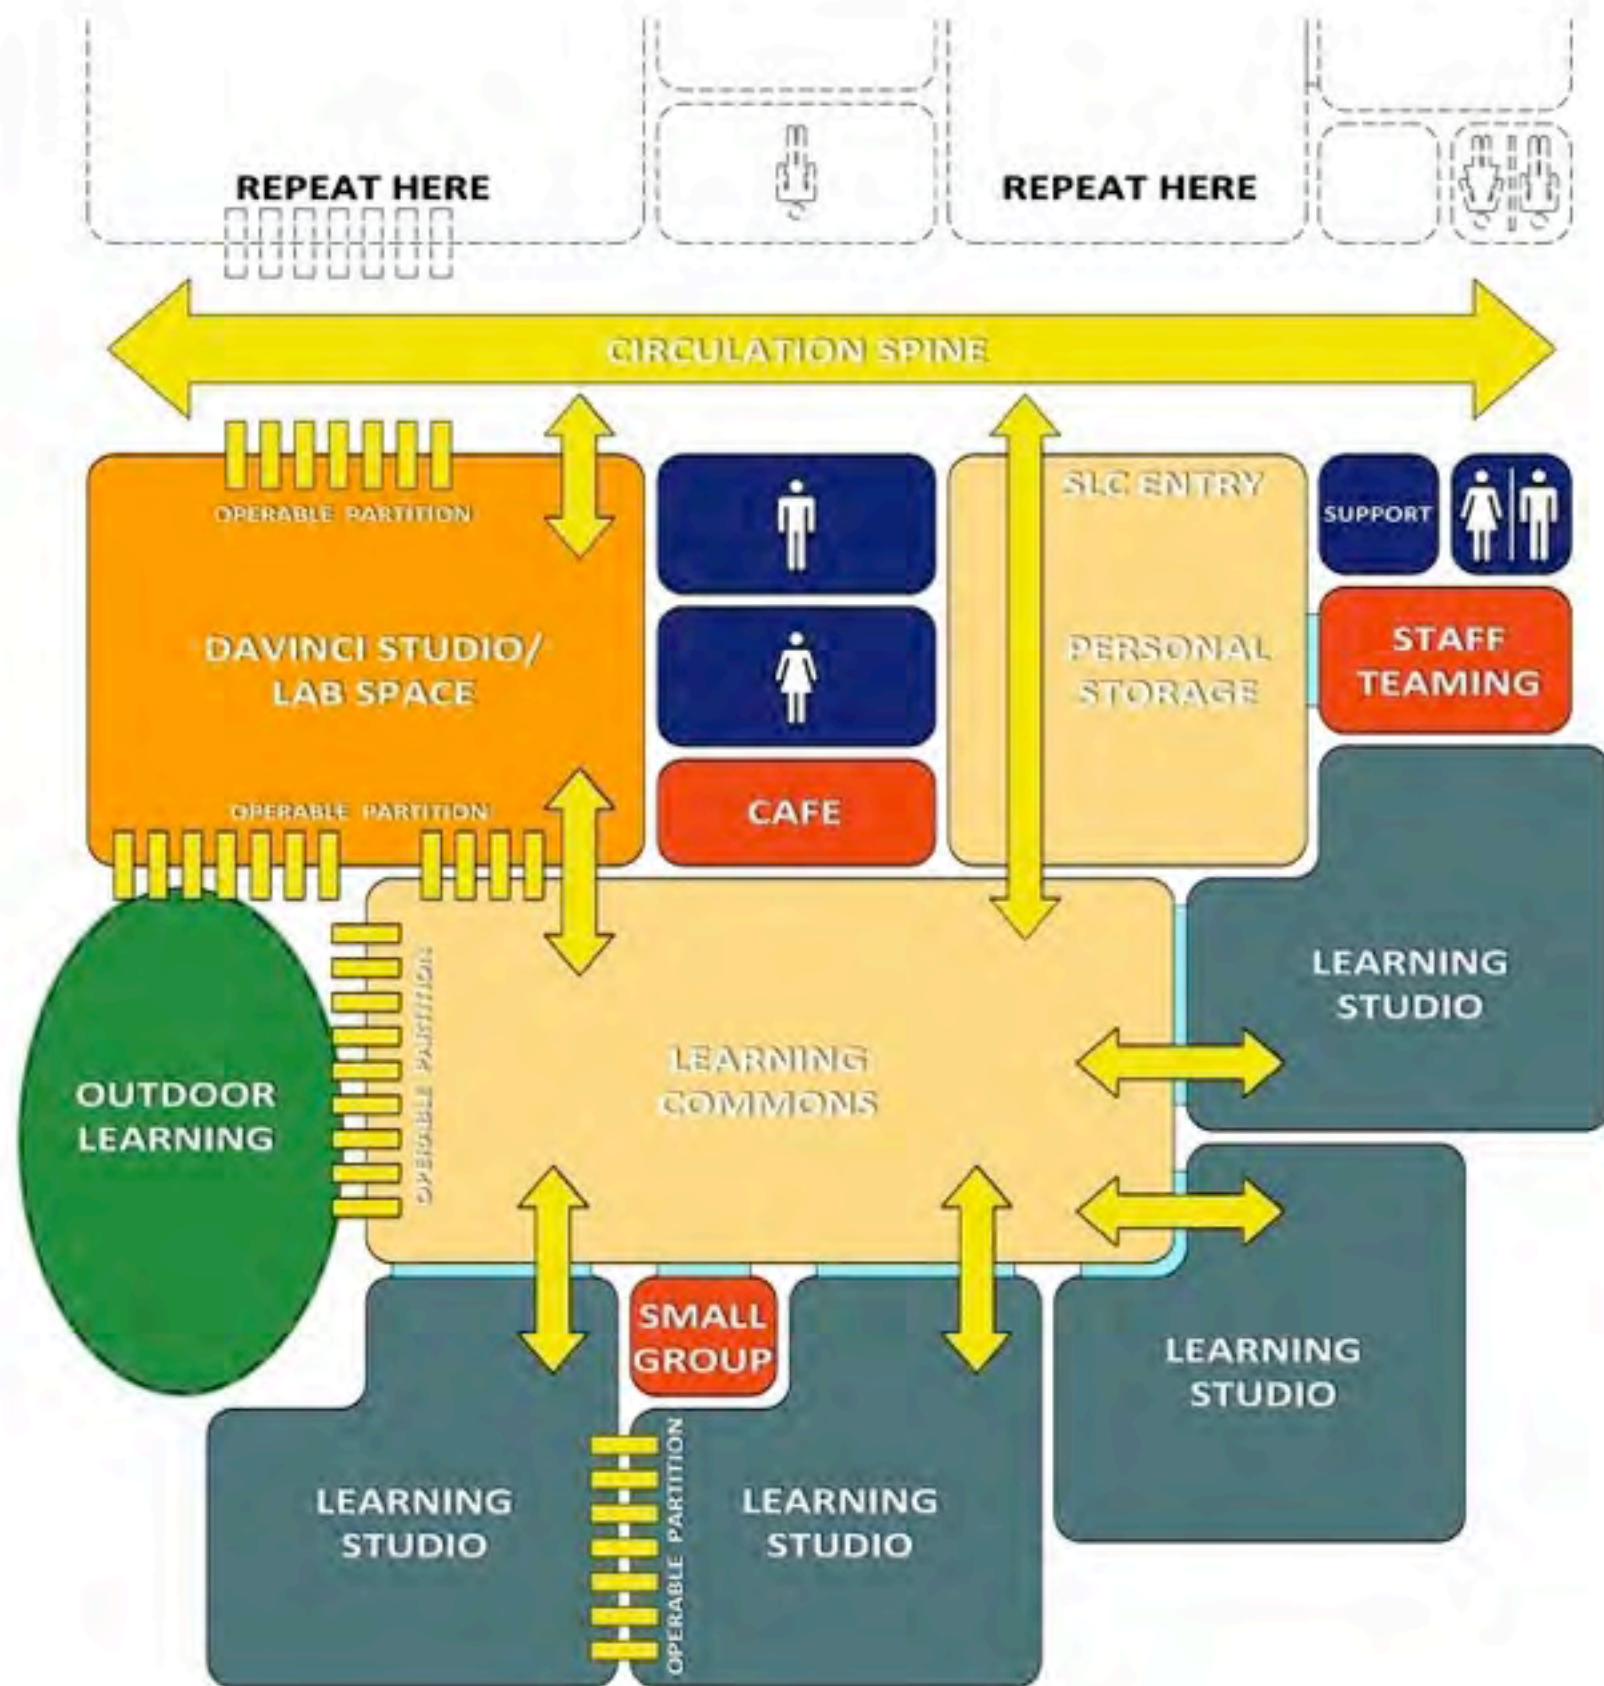 REPEAT HERE
REPEAT HERE
CIRCULATION SPINE
OPERABLE PARTITION
SLC ENTRY
SUPPORT
DAVINCI STUDIO/
LAB SPACE
PERSONAL
STORAGE
STAFF
TEAMING
OPERABLE PARTITION
CAFE
OUTDOOR
LEARNING
OPERABLE PARTITION
LEARNING
COMMONS
LEARNING
STUDIO
SMALL
GROUP
LEARNING
STUDIO
LEARNING
STUDIO
OPERABLE PARTITION
LEARNING
STUDIO